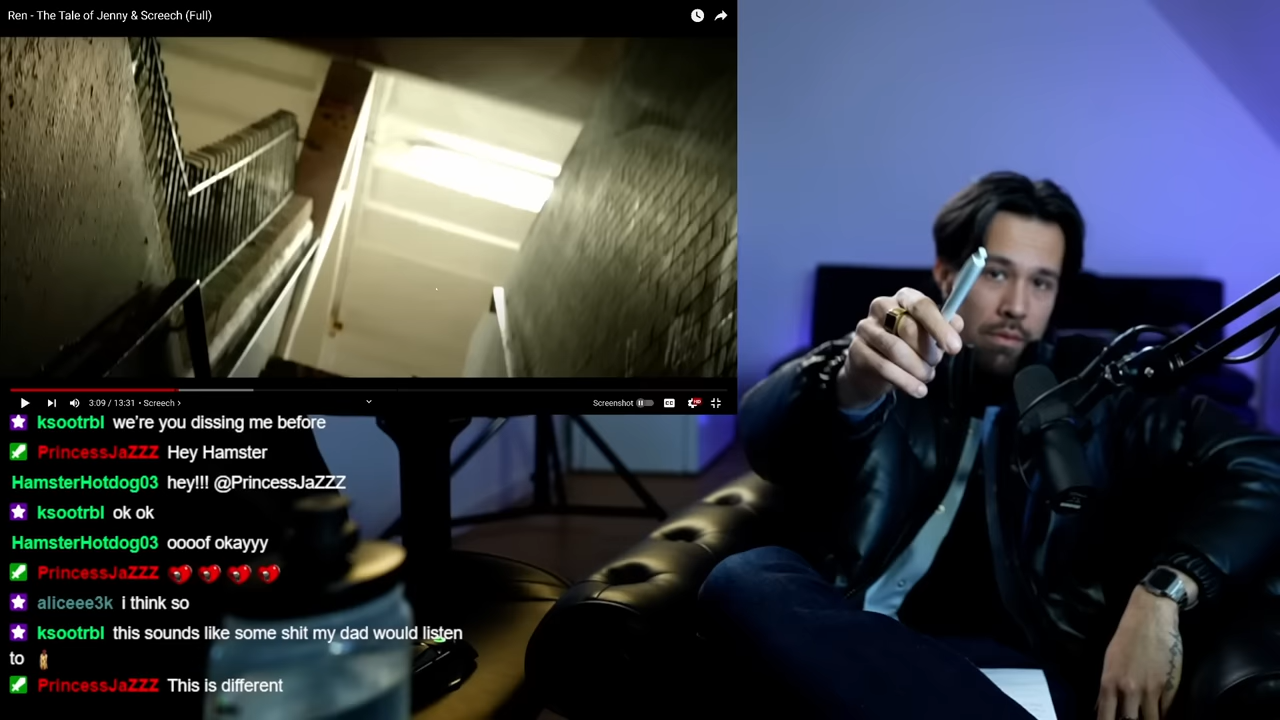 Ren - The Tale of Jenny & Screech (Full)
3:09 / 13:31 • Screech ›
Screenshot
CC
HD
ksootrbl we're you dissing me before
PrincessJaZZZ Hey Hamster
HamsterHotdog03 hey!!! @PrincessJaZZZ
ksootrbl ok ok
HamsterHotdog03 oooof okayyy
PrincessJaZZZ
aliceee3k i think so
ksootrbl this sounds like some shit my dad would listen
to
PrincessJaZZZ This is different